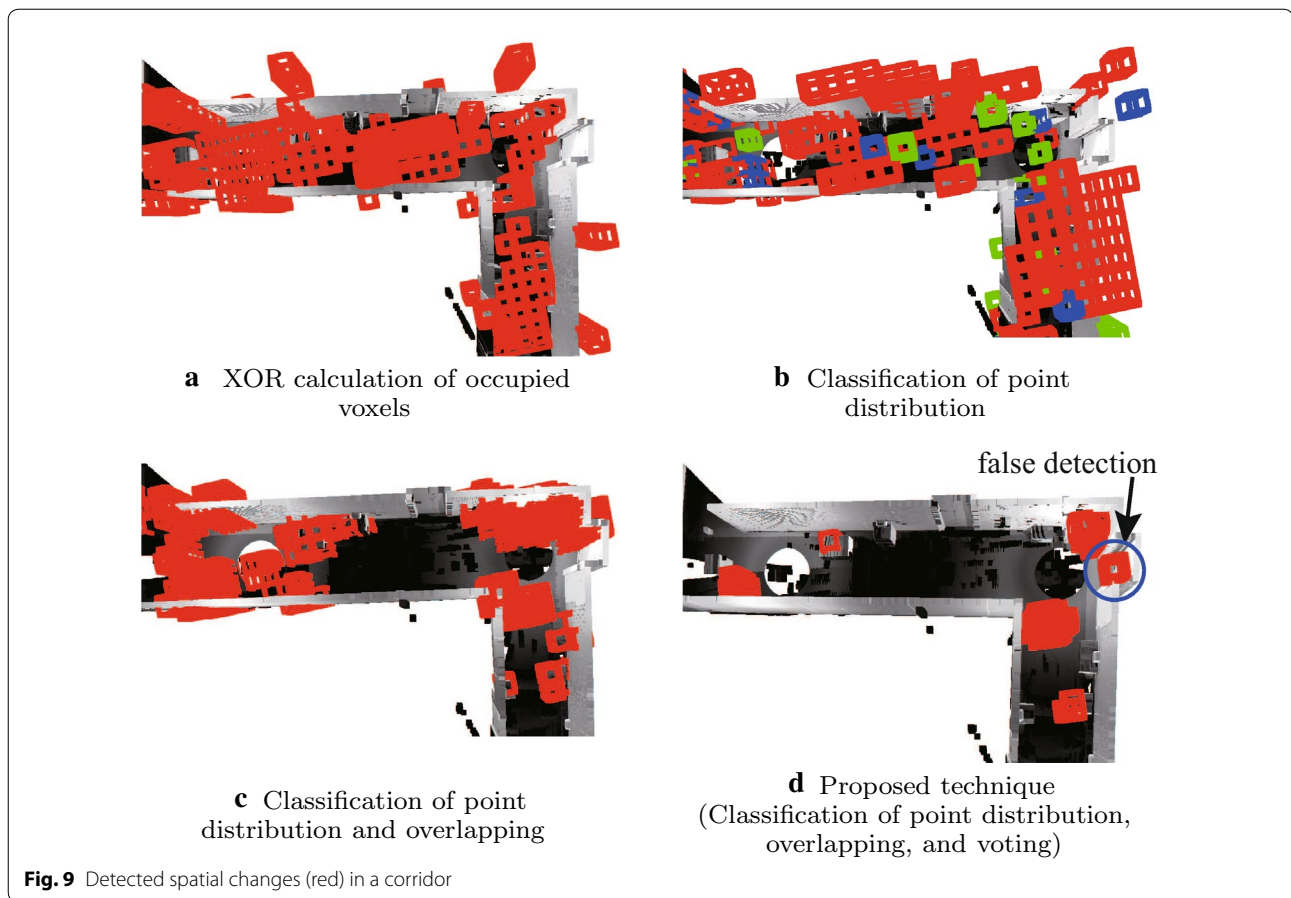 a XOR calculation of occupied
voxels
b Classification of point
distribution
false detection
c Classification of point
distribution and overlapping
d Proposed technique
(Classification of point distribution,
overlapping, and voting)
Fig. 9 Detected spatial changes (red) in a corridor